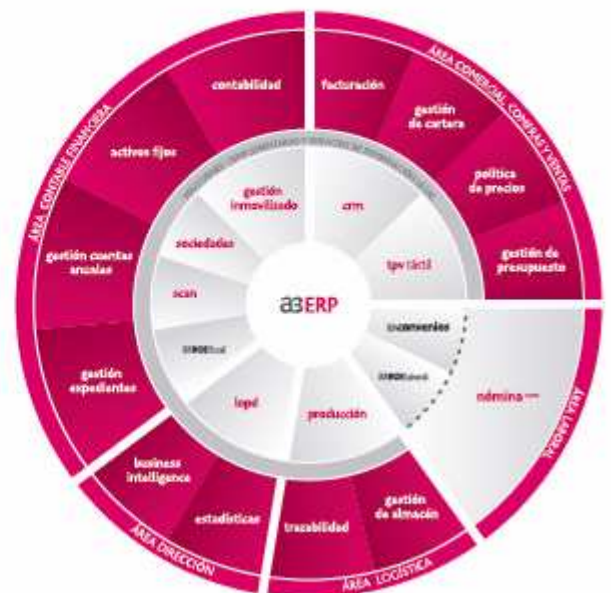 ÁREA CONTABLE FINANCIERA
ÁREA COMERCIAL, COMPRAS Y VENTAS
contabilidad
facturación
gestión
de cartera
activos fijos
política
de precios
gestión
inmovilizado
crm
sociedades
tpv táctil
gestión cuentas
anuales
gestión de
presupuesto
scan
a3ERP
convenios
gestión
expedientes
lopd
producción
nómina
ÁREA LABORAL
business
intelligence
estadísticas
trazabilidad
gestión
de almacén
ÁREA DIRECCIÓN
ÁREA LOGÍSTICA